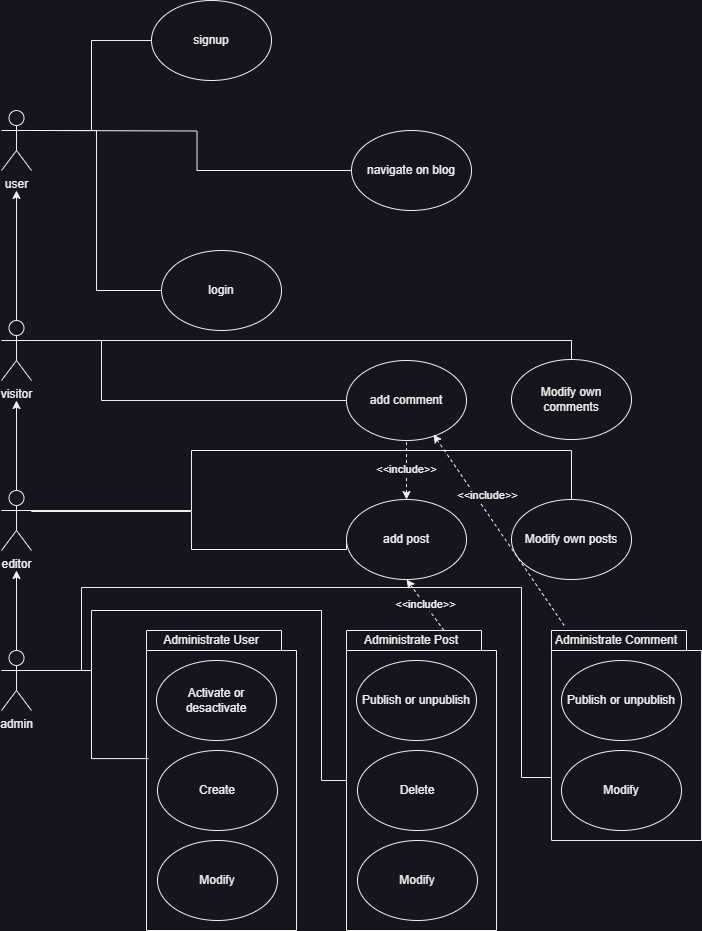 signup
navigate on blog
user
login
visitor
add comment
Modify own
comments
<<include>>
<<include>>
add post
Modify own posts
editor
<<include>>
Administrate User
Administrate Post
Administrate Comment
Activate or
desactivate
Publish or unpublish
Publish or unpublish
admin
Create
Delete
Modify
Modify
Modify